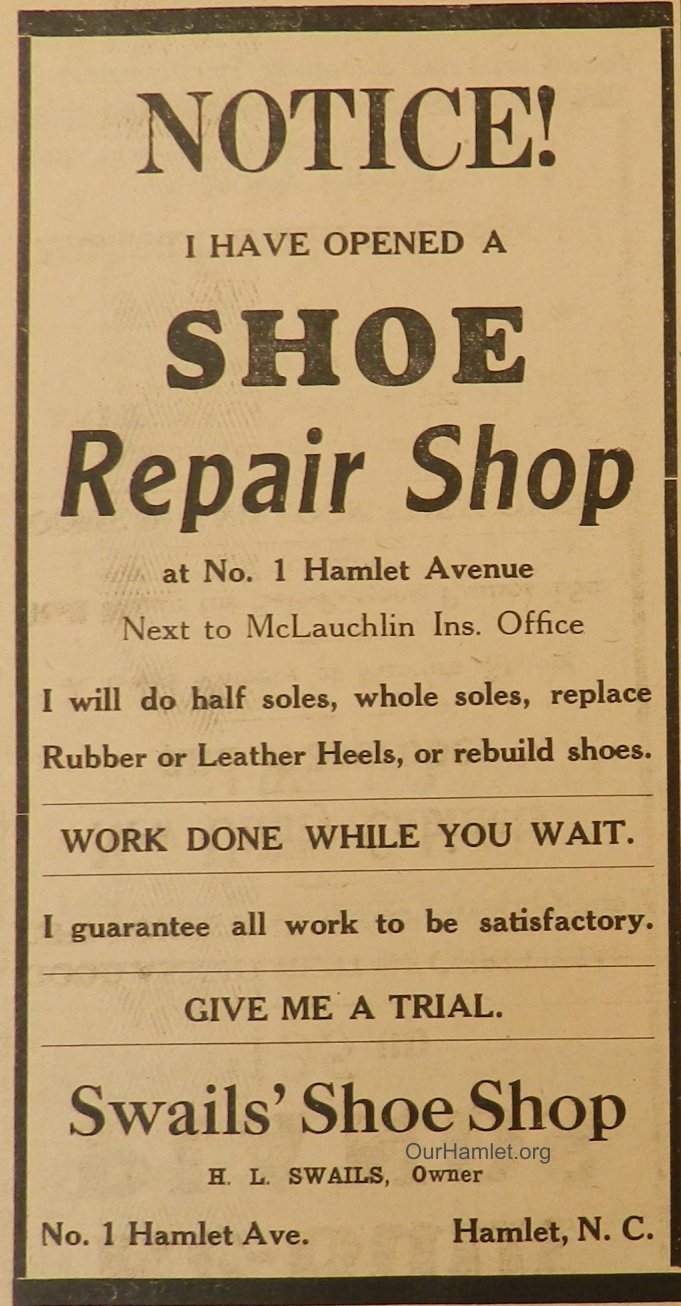 NOTICE!
I HAVE OPENED A
SHOE
Repair Shop
at No. 1 Hamlet Avenue
Next to McLauchlin Ins. Office
I will do half soles, whole soles, replace
Rubber or Leather Heels, or rebuild shoes.
WORK DONE WHILE YOU WAIT.
I guarantee all work to be satisfactory.
GIVE ME A TRIAL.
Swails' Shoe Shop
OurHamlet.org
H. L. SWAILS, Owner
No. 1 Hamlet Ave. Hamlet, N. C.